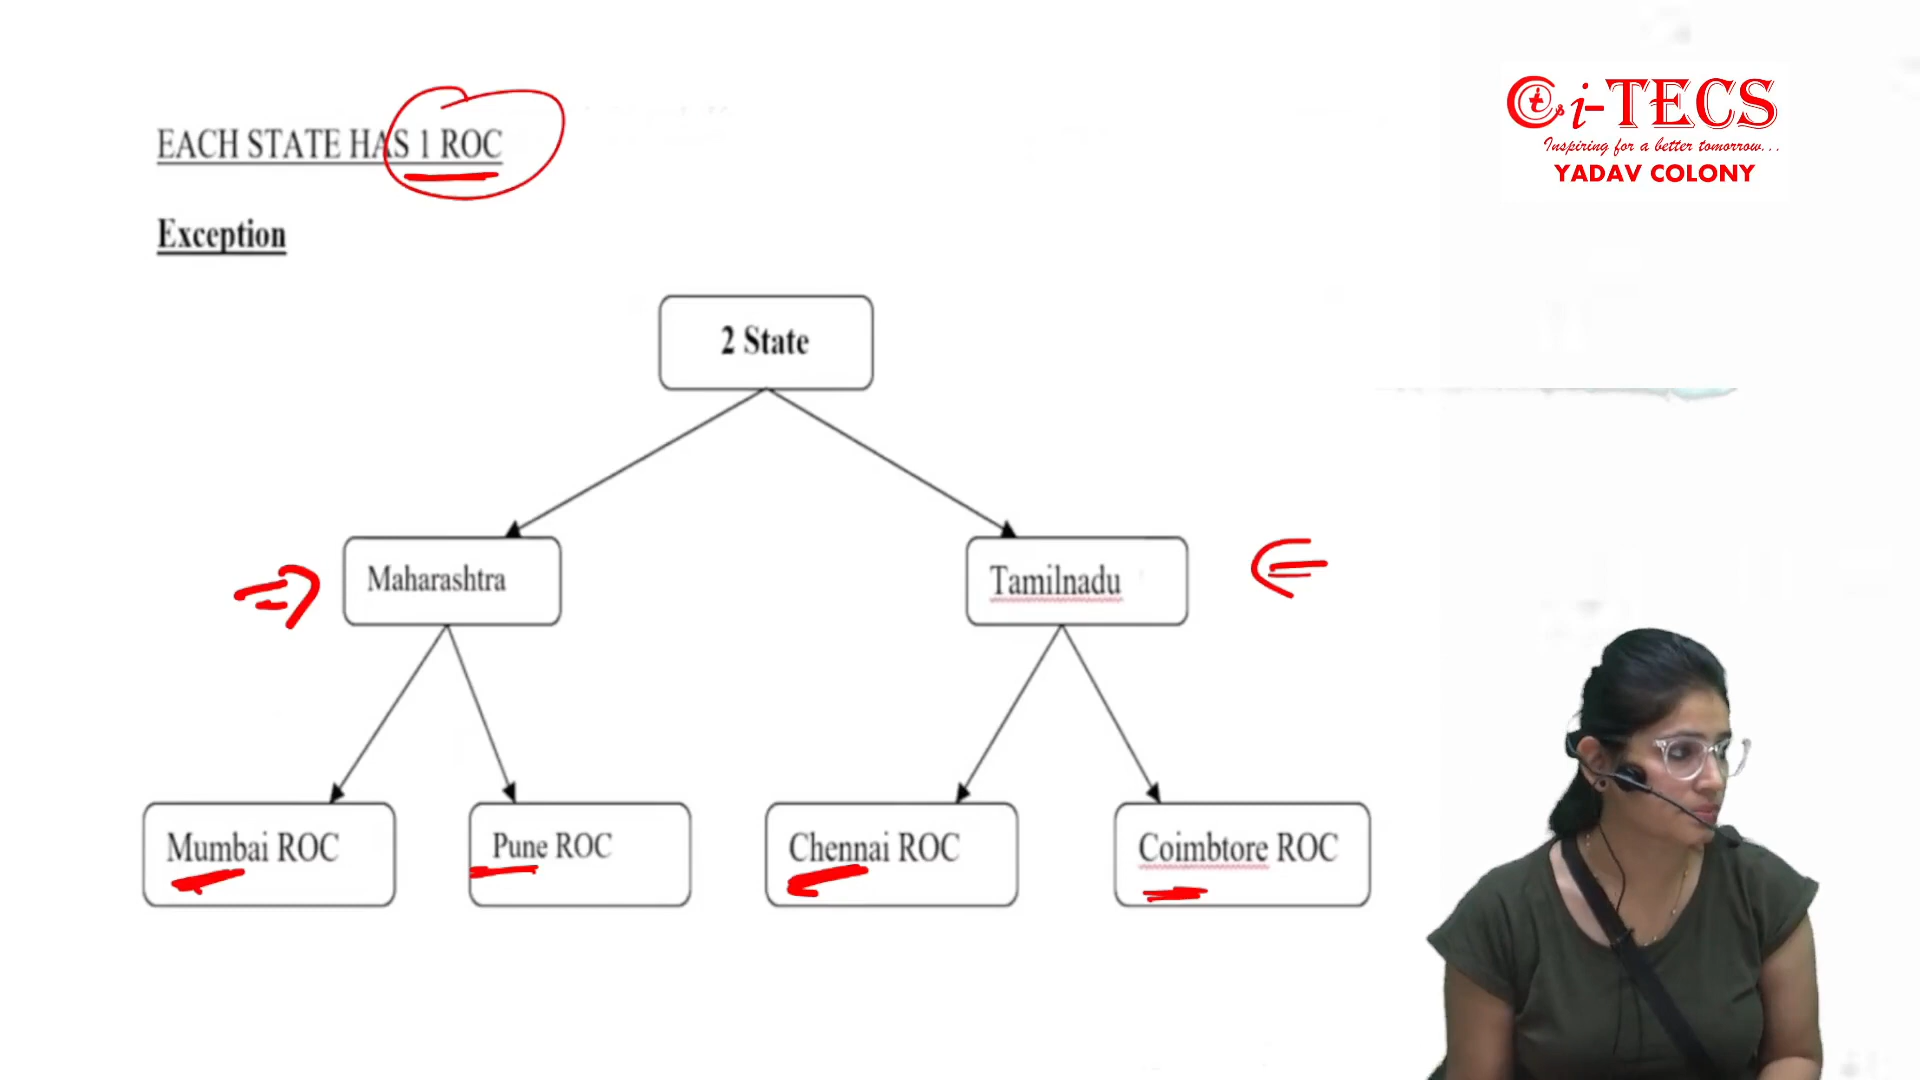 EACH STATE HAS 1 ROC
i-TECS
Inspiring for a better tomorrow...
YADAV COLONY
Exception
2 State
Maharashtra
Tamilnadu
Mumbai ROC
Pune ROC
Chennai ROC
Coimbtore ROC